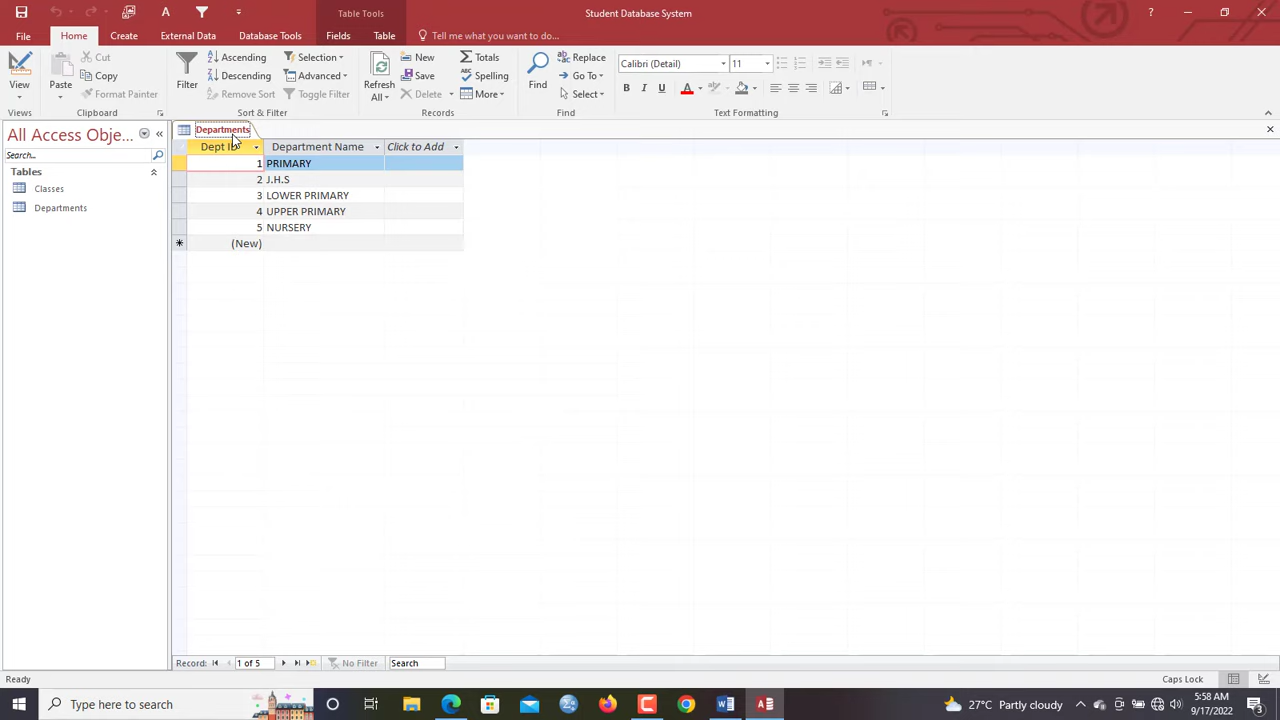 Table Tools
Student Database System
?
File
Home
Create
External Data
Database Tools
Fields
Table
Tell me what you want to do...
View
Paste
Cut
Copy
Format Painter
Filter
Ascending
Descending
Remove Sort
Selection
Advanced
Toggle Filter
Refresh
All
New
Save
Delete
Totals
Spelling
More
Find
Replace
Go To
Select
Calibri (Detail)
11
B I U
Views
Clipboard
Sort & Filter
Records
Find
Text Formatting
All Access Obje...
Search...
Tables
Classes
Departments
Departments
Dept ID Department Name Click to Add
1 PRIMARY
2 J.H.S
3 LOWER PRIMARY
4 UPPER PRIMARY
5 NURSERY
(New)
Record: 1 of 5 No Filter Search
Ready
Caps Lock
Type here to search
27°C Partly cloudy
5:58 AM
9/17/2022
3